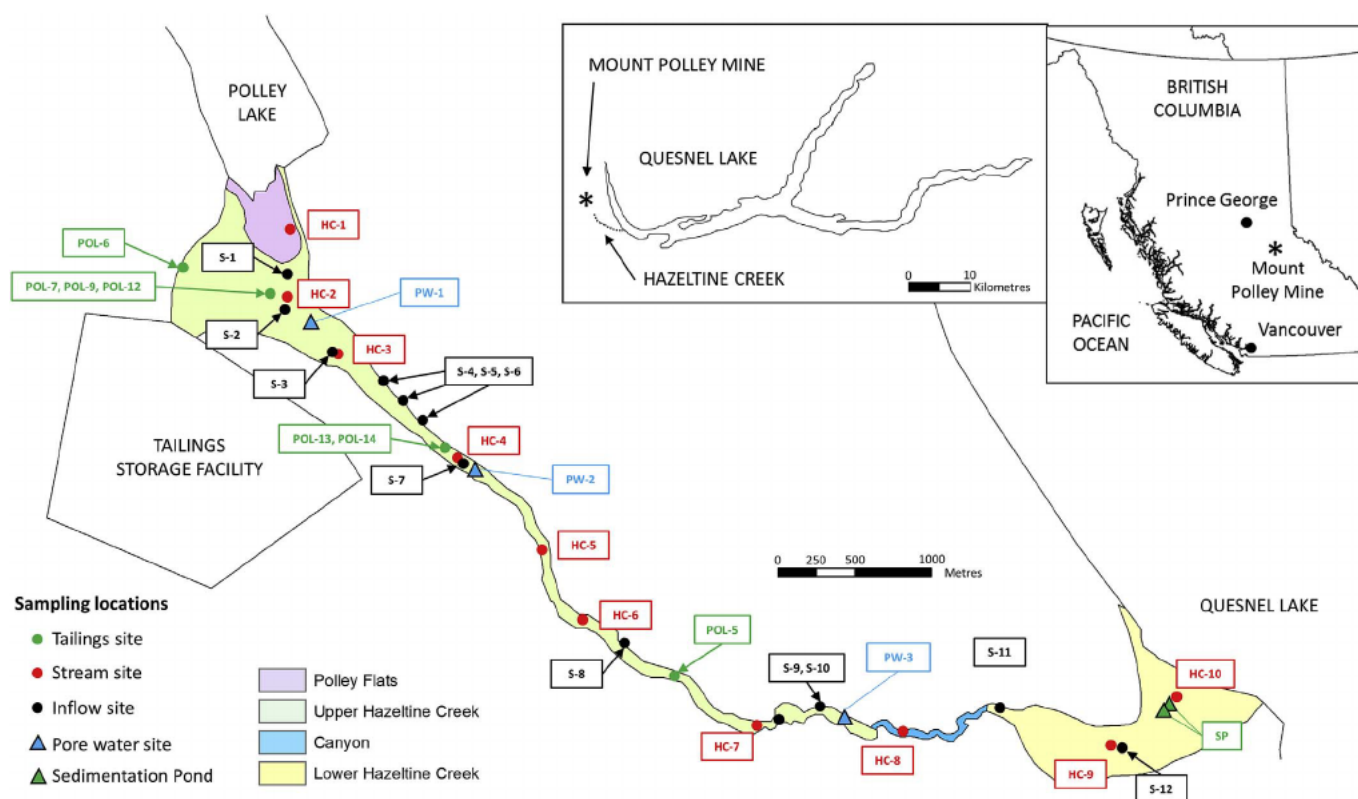 POLLEY
LAKE
HC-1
POL-6
S-1
POL-7, POL-9, POL-12
HC-2
PW-1
S-2
HC-3
S-3
S-4, S-5, S-6
TAILINGS
STORAGE FACILITY
POL-13, POL-14
HC-4
S-7
PW-2
HC-5
HC-6
S-8
POL-5
HC-7
S-9, S-10
PW-3
HC-8
S-11
HC-9
S-12
HC-10
SP
QUESNEL LAKE
0 250 500 1000
Metres
MOUNT POLLEY MINE
QUESNEL LAKE
*
HAZELTINE CREEK
0 10
Kilometres
BRITISH
COLUMBIA
Prince George
*
Mount
Polley Mine
PACIFIC
OCEAN
Vancouver
Sampling locations
Tailings site
Stream site
Inflow site
Pore water site
Sedimentation Pond
Polley Flats
Upper Hazeltine Creek
Canyon
Lower Hazeltine Creek